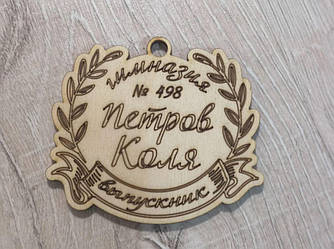 гимназия
№ 498
Петров
Коля
выпускник